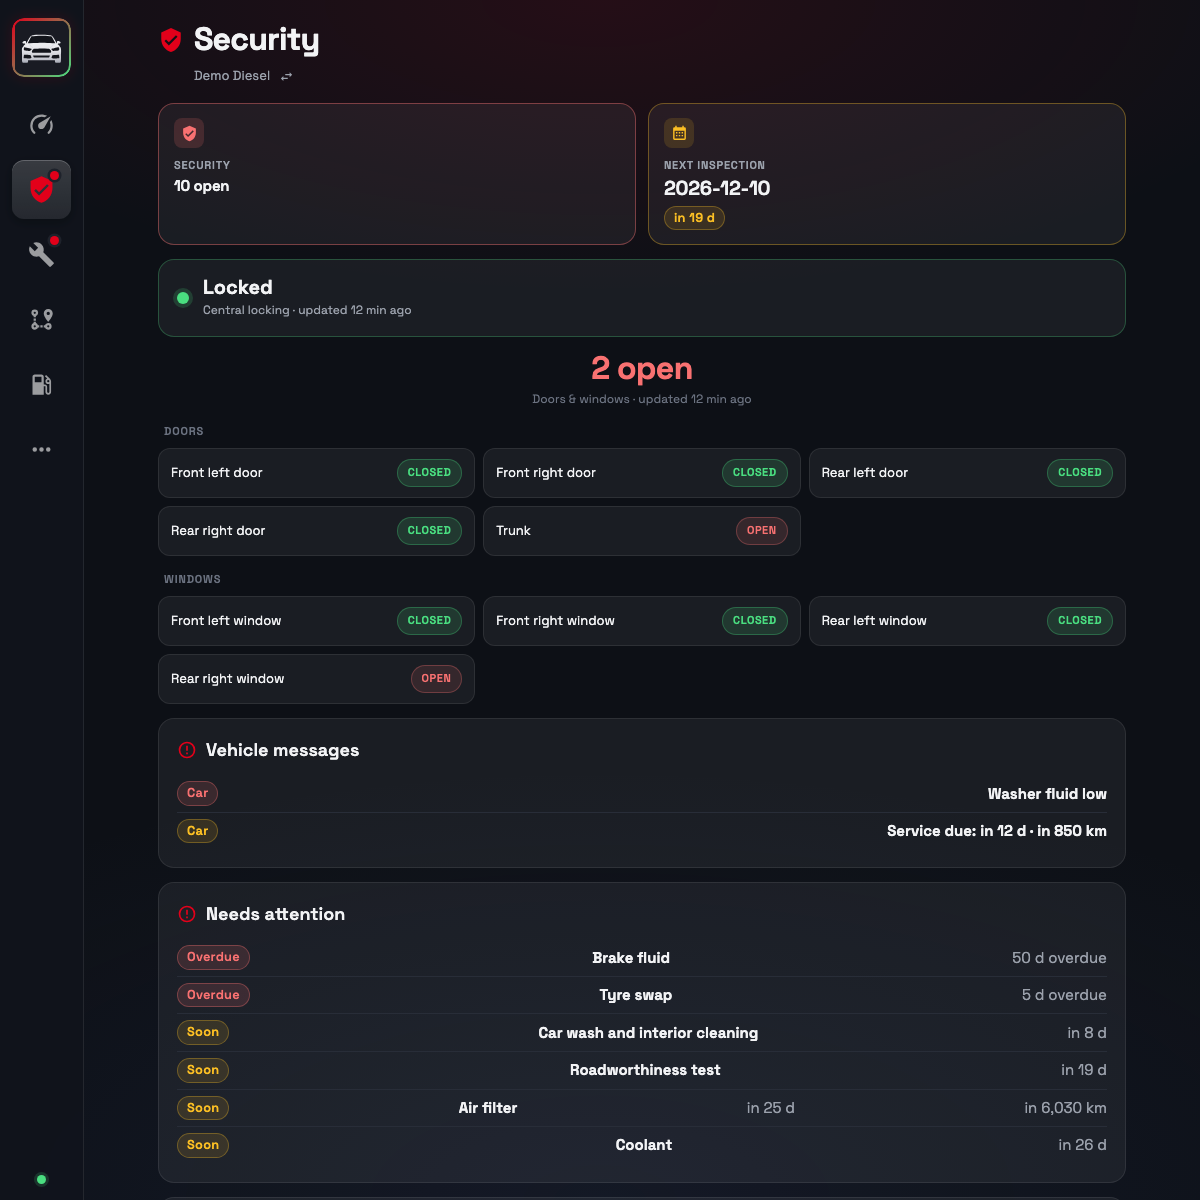 Security
Demo Diesel
SECURITY
10 open
NEXT INSPECTION
2026-12-10
in 19 d
Locked
Central locking · updated 12 min ago
2 open
Doors & windows · updated 12 min ago
DOORS
Front left door CLOSED
Front right door CLOSED
Rear left door CLOSED
Rear right door CLOSED
Trunk OPEN
WINDOWS
Front left window CLOSED
Front right window CLOSED
Rear left window CLOSED
Rear right window OPEN
Vehicle messages
Car Washer fluid low
Car Service due: in 12 d · in 850 km
Needs attention
Overdue Brake fluid 50 d overdue
Overdue Tyre swap 5 d overdue
Soon Car wash and interior cleaning in 8 d
Soon Roadworthiness test in 19 d
Soon Air filter in 25 d in 6,030 km
Soon Coolant in 26 d